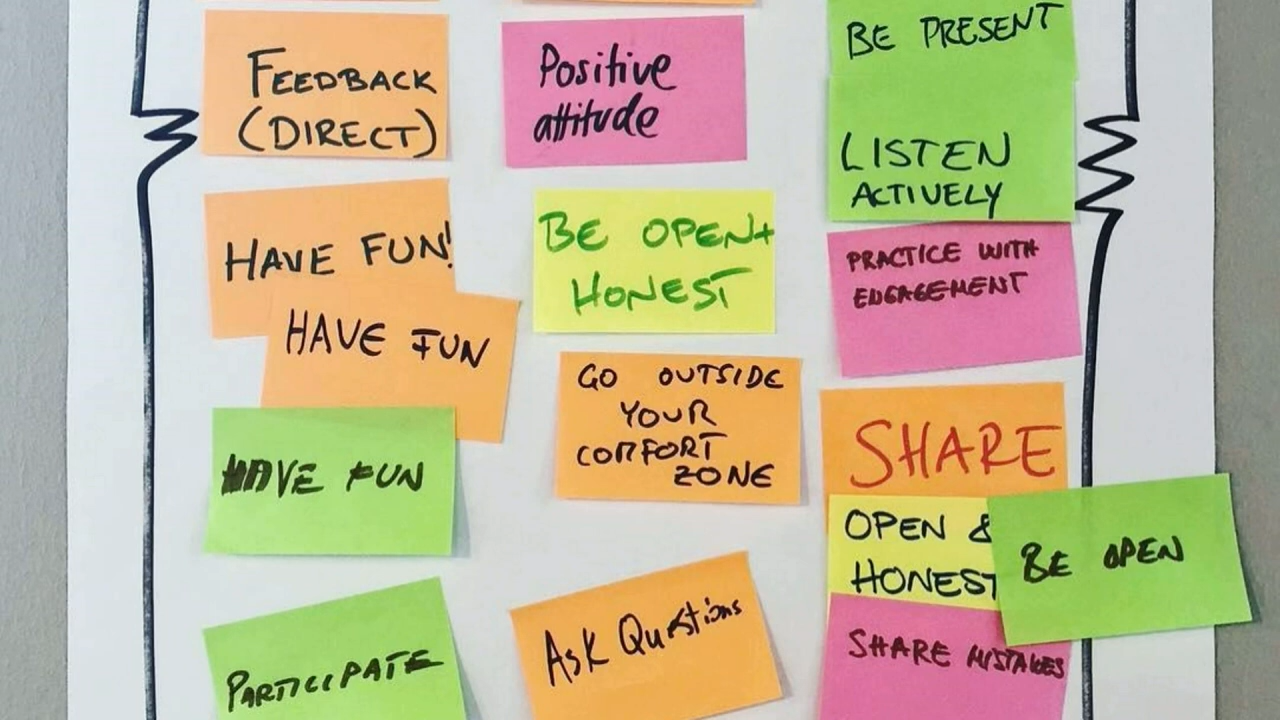 FEEDBACK
(DIRECT)
HAVE FUN!
HAVE FUN
HAVE FUN
PARTICIPATE
Positive
attitude
BE OPEN+
HONEST
GO OUTSIDE
YOUR
COMFORT
ZONE
ASK QUESTIONS
BE PRESENT
LISTEN
ACTIVELY
PRACTICE WITH
ENGAGEMENT
SHARE
OPEN &
HONEST
BE OPEN
SHARE MISTAKES